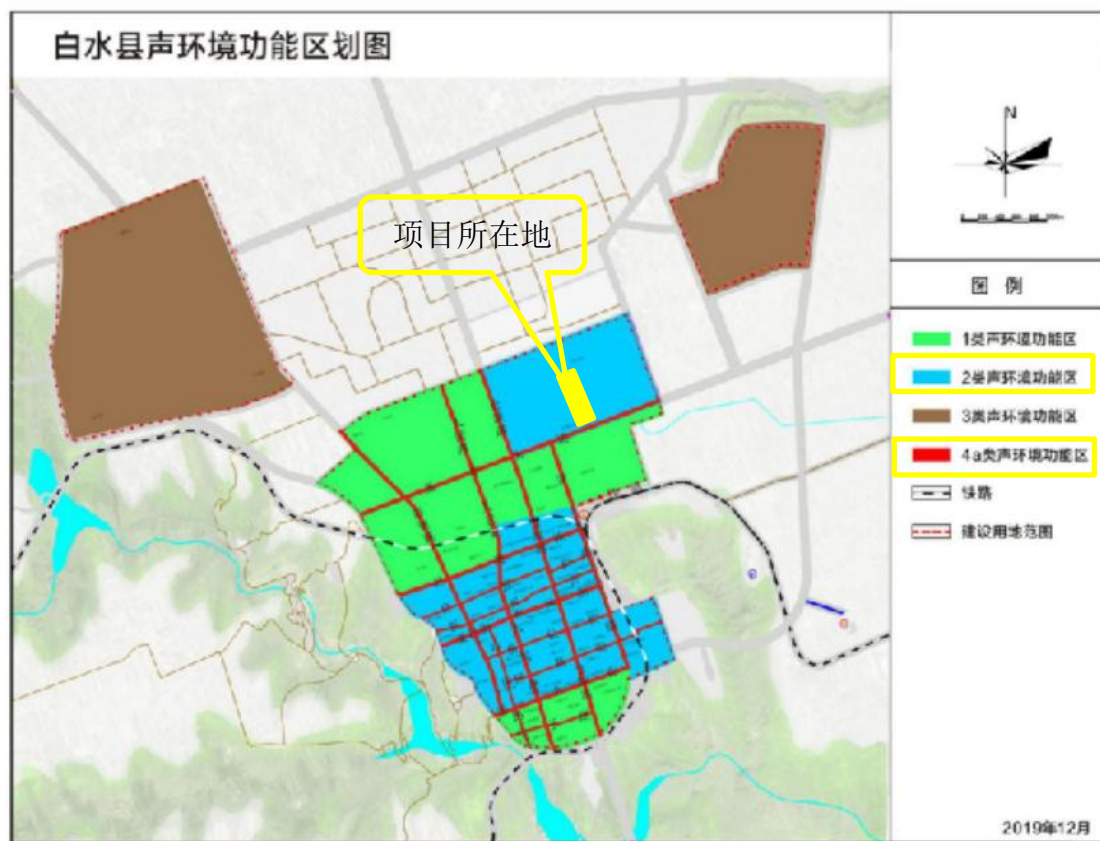 白水县声环境功能区划图
项目所在地
N
图 例
1类声环境功能区
2类声环境功能区
3类声环境功能区
4a类声环境功能区
铁路
建设用地范围
2019年12月